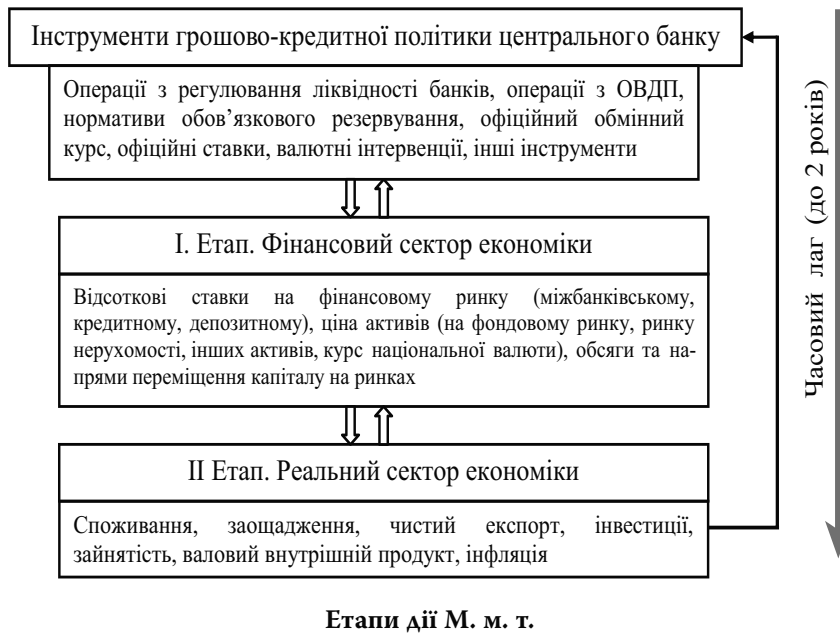 Інструменти грошово-кредитної політики центрального банку
Операції з регулювання ліквідності банків, операції з ОВДП,
нормативи обов’язкового резервування, офіційний обмінний
курс, офіційні ставки, валютні інтервенції, інші інструменти
І. Етап. Фінансовий сектор економіки
Відсоткові ставки на фінансовому ринку (міжбанківському,
кредитному, депозитному), ціна активів (на фондовому ринку, ринку
нерухомості, інших активів, курс національної валюти), обсяги та на-
прями переміщення капіталу на ринках
ІІ Етап. Реальний сектор економіки
Споживання, заощадження, чистий експорт, інвестиції,
зайнятість, валовий внутрішній продукт, інфляція
Часовий лаг (до 2 років)
Етапи дії М. м. т.